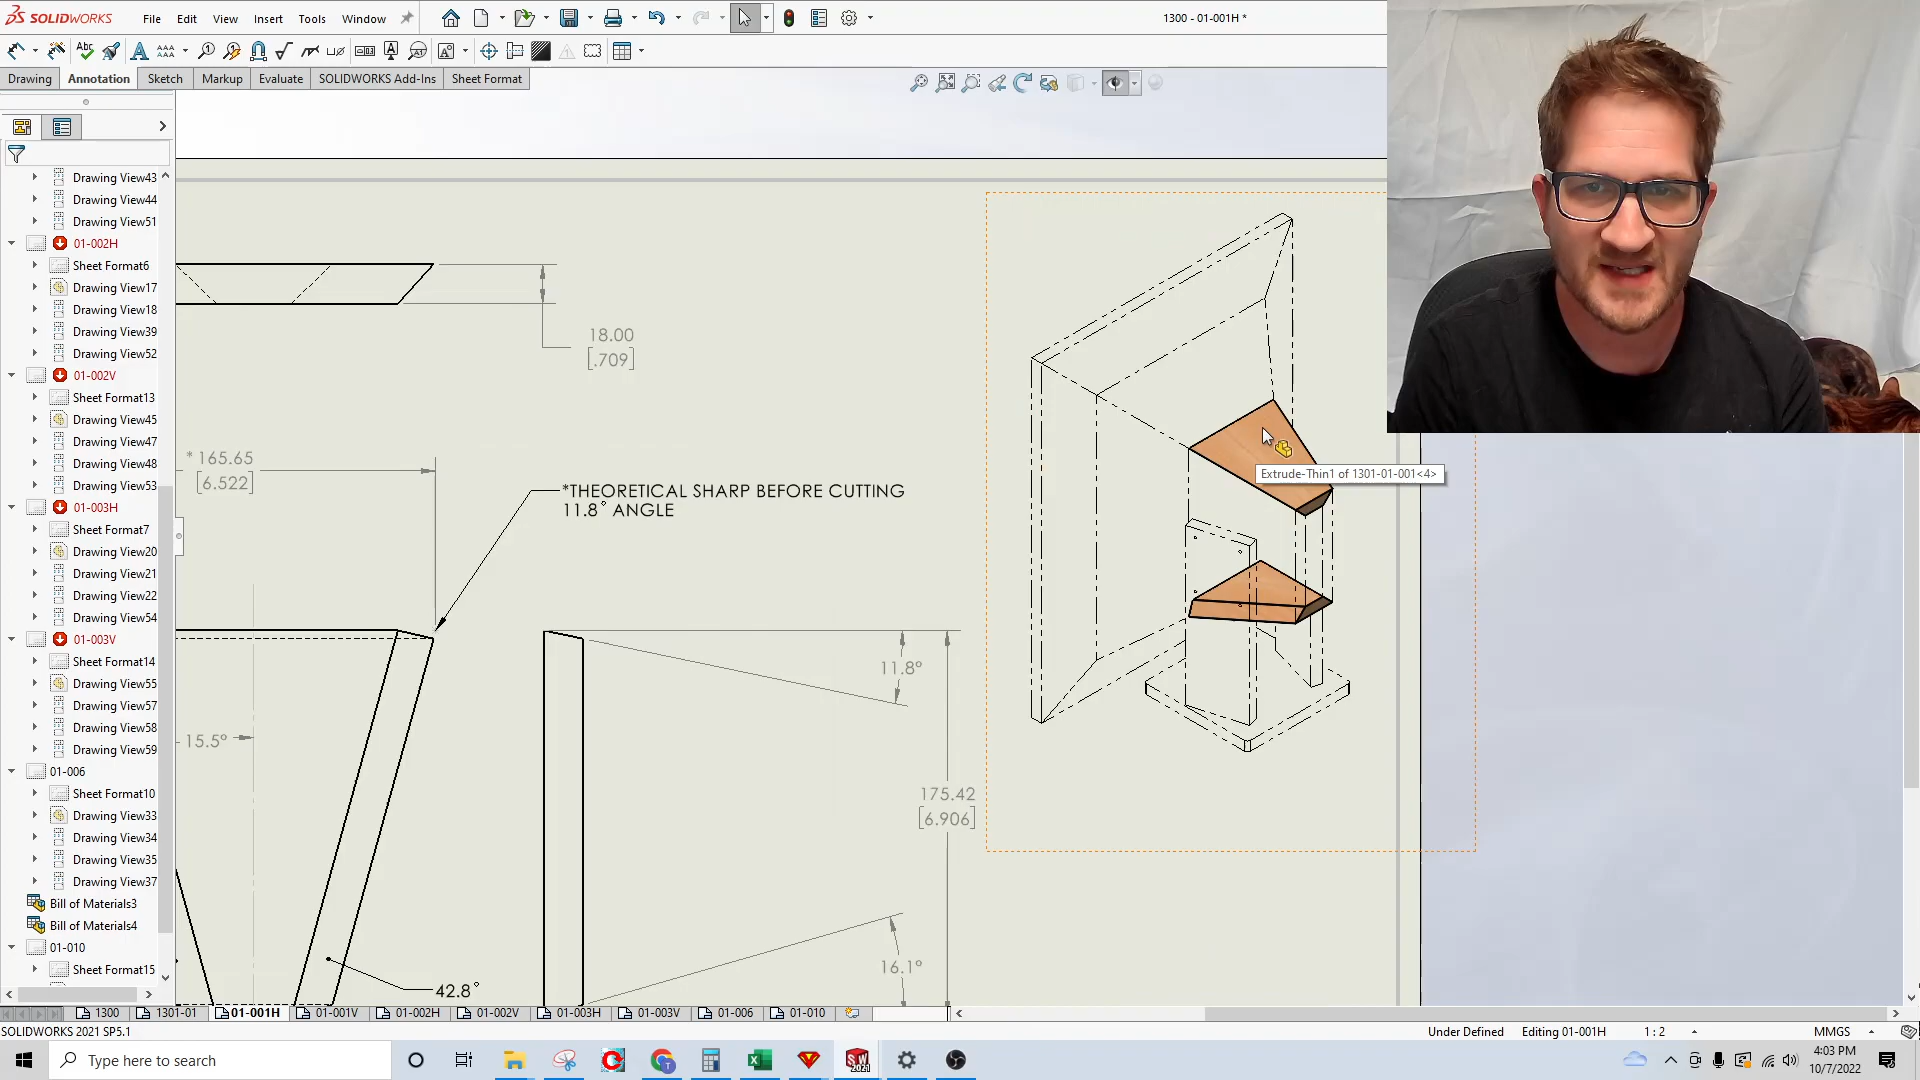 SOLIDWORKS File Edit View Insert Tools Window 1300 - 01-001H *
Drawing Annotation Sketch Markup Evaluate SOLIDWORKS Add-Ins Sheet Format
Drawing View43
Drawing View44
Drawing View51
01-002H
Sheet Format6
Drawing View17
Drawing View18
Drawing View39
Drawing View52
01-002V
Sheet Format13
Drawing View45
Drawing View47
Drawing View48
Drawing View53
01-003H
Sheet Format7
Drawing View20
Drawing View21
Drawing View22
Drawing View54
01-003V
Sheet Format14
Drawing View55
Drawing View57
Drawing View58
Drawing View59
01-006
Sheet Format10
Drawing View33
Drawing View34
Drawing View35
Drawing View37
Bill of Materials3
Bill of Materials4
01-010
Sheet Format15
18.00
[.709]
* 165.65
[6.522]
*THEORETICAL SHARP BEFORE CUTTING
11.8° ANGLE
15.5°
42.8°
11.8°
175.42
[6.906]
16.1°
Extrude-Thin1 of 1301-01-001<4>
1300 1301-01 01-001H 01-001V 01-002H 01-002V 01-003H 01-003V 01-006 01-010
SOLIDWORKS 2021 SP5.1 Under Defined Editing 01-001H 1 : 2 MMGS
Type here to search
4:03 PM
10/7/2022